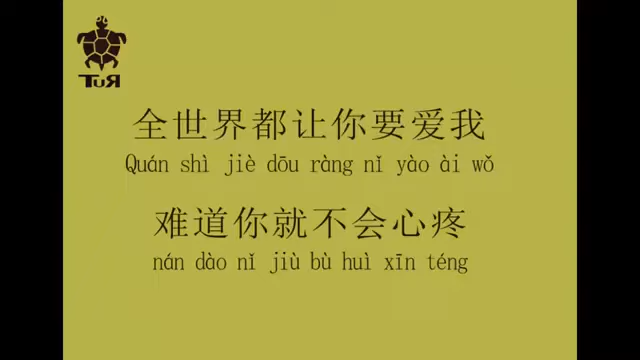 TuЯ
全世界都让你要爱我
Quán shì jiè dōu ràng nǐ yào ài wǒ
难道你就不会心疼
nán dào nǐ jiù bù huì xīn téng